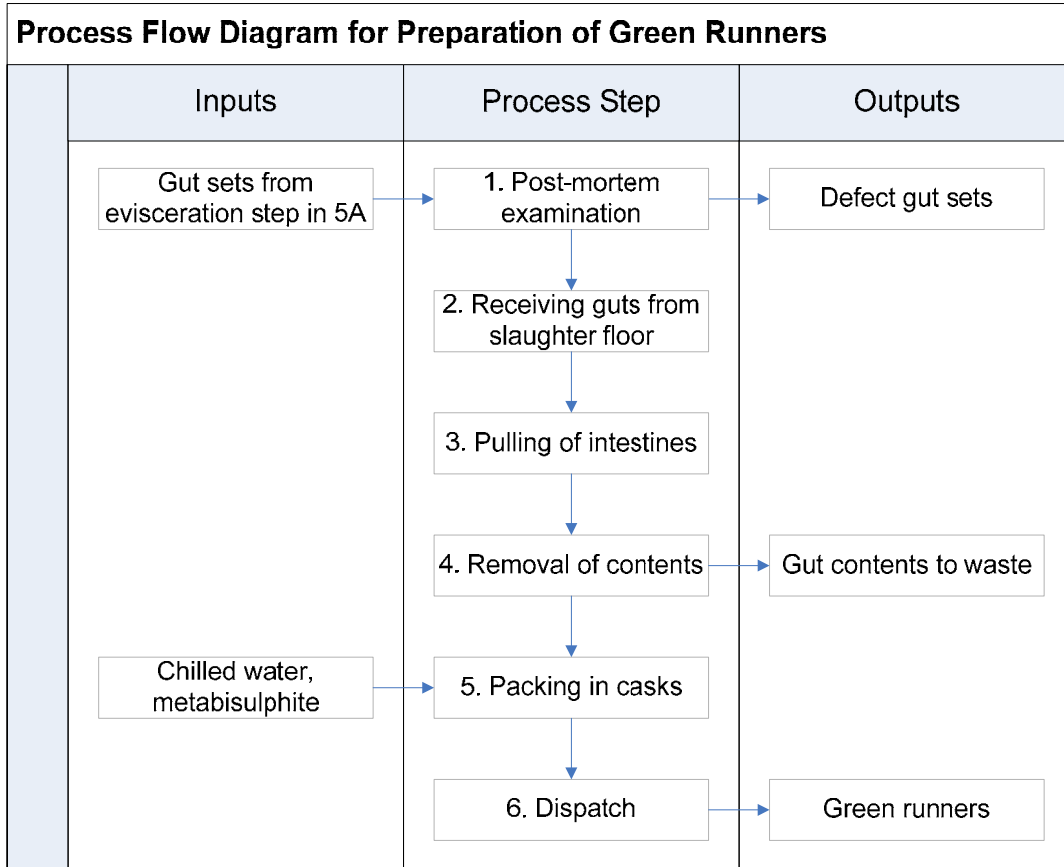 Process Flow Diagram for Preparation of Green Runners
Inputs
Process Step
Outputs
Gut sets from
evisceration step in 5A
1. Post-mortem
examination
Defect gut sets
2. Receiving guts from
slaughter floor
3. Pulling of intestines
4. Removal of contents
Gut contents to waste
Chilled water,
metabisulphite
5. Packing in casks
6. Dispatch
Green runners